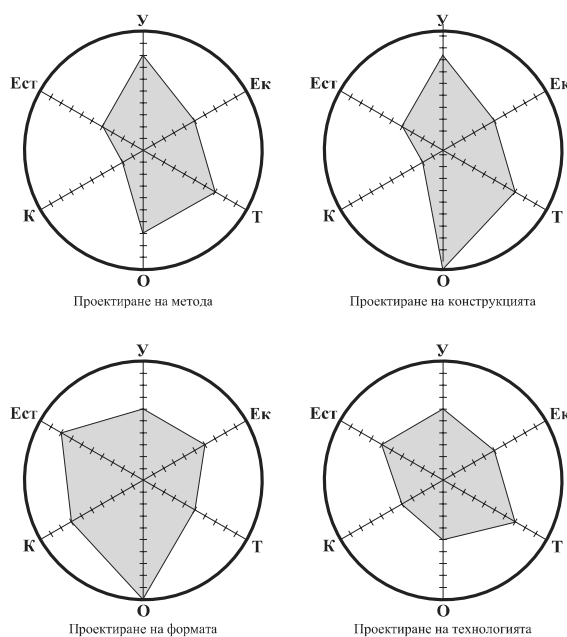 У
У
Ест
Ек
Ест
Ек
К
Т
К
Т
О
О
Проектиране на метода
Проектиране на конструкцията
У
У
Ест
Ек
Ест
Ек
К
Т
К
Т
О
О
Проектиране на формата
Проектиране на технологията